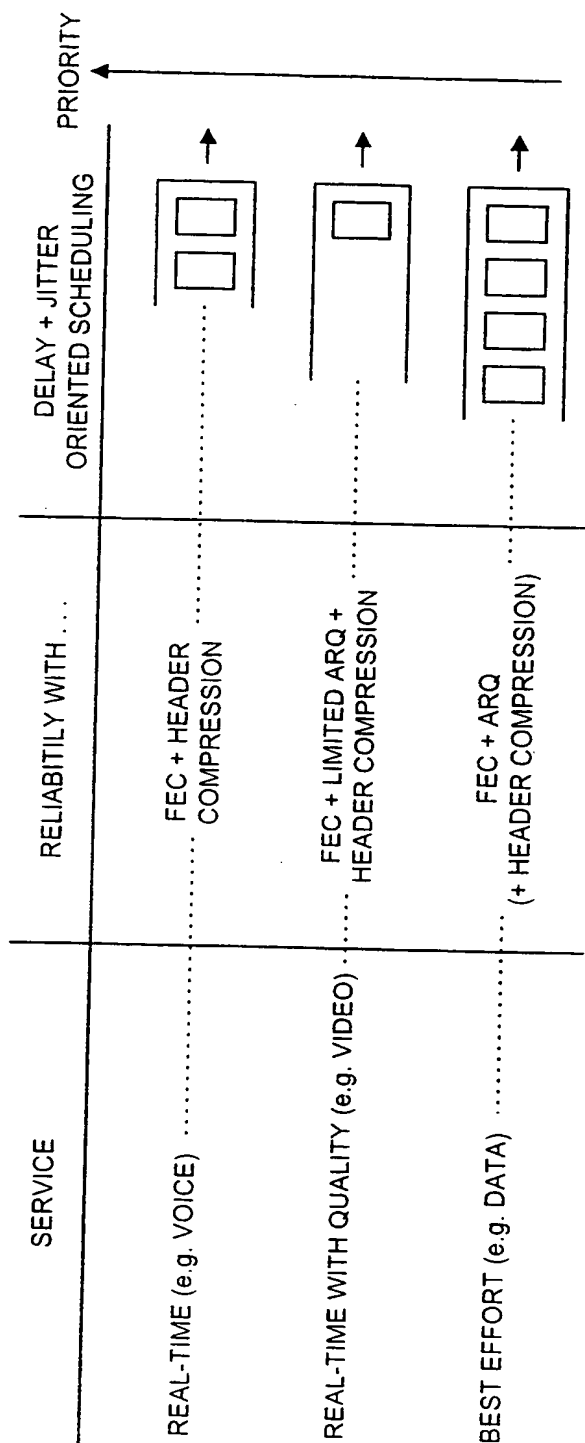 SERVICE
RELIABITILY WITH ....
DELAY + JITTER
ORIENTED SCHEDULING
PRIORITY
REAL-TIME (e.g. VOICE)
FEC + HEADER
COMPRESSION
REAL-TIME WITH QUALITY (e.g. VIDEO)
FEC + LIMITED ARQ +
HEADER COMPRESSION
BEST EFFORT (e.g. DATA)
FEC + ARQ
(+ HEADER COMPRESSION)